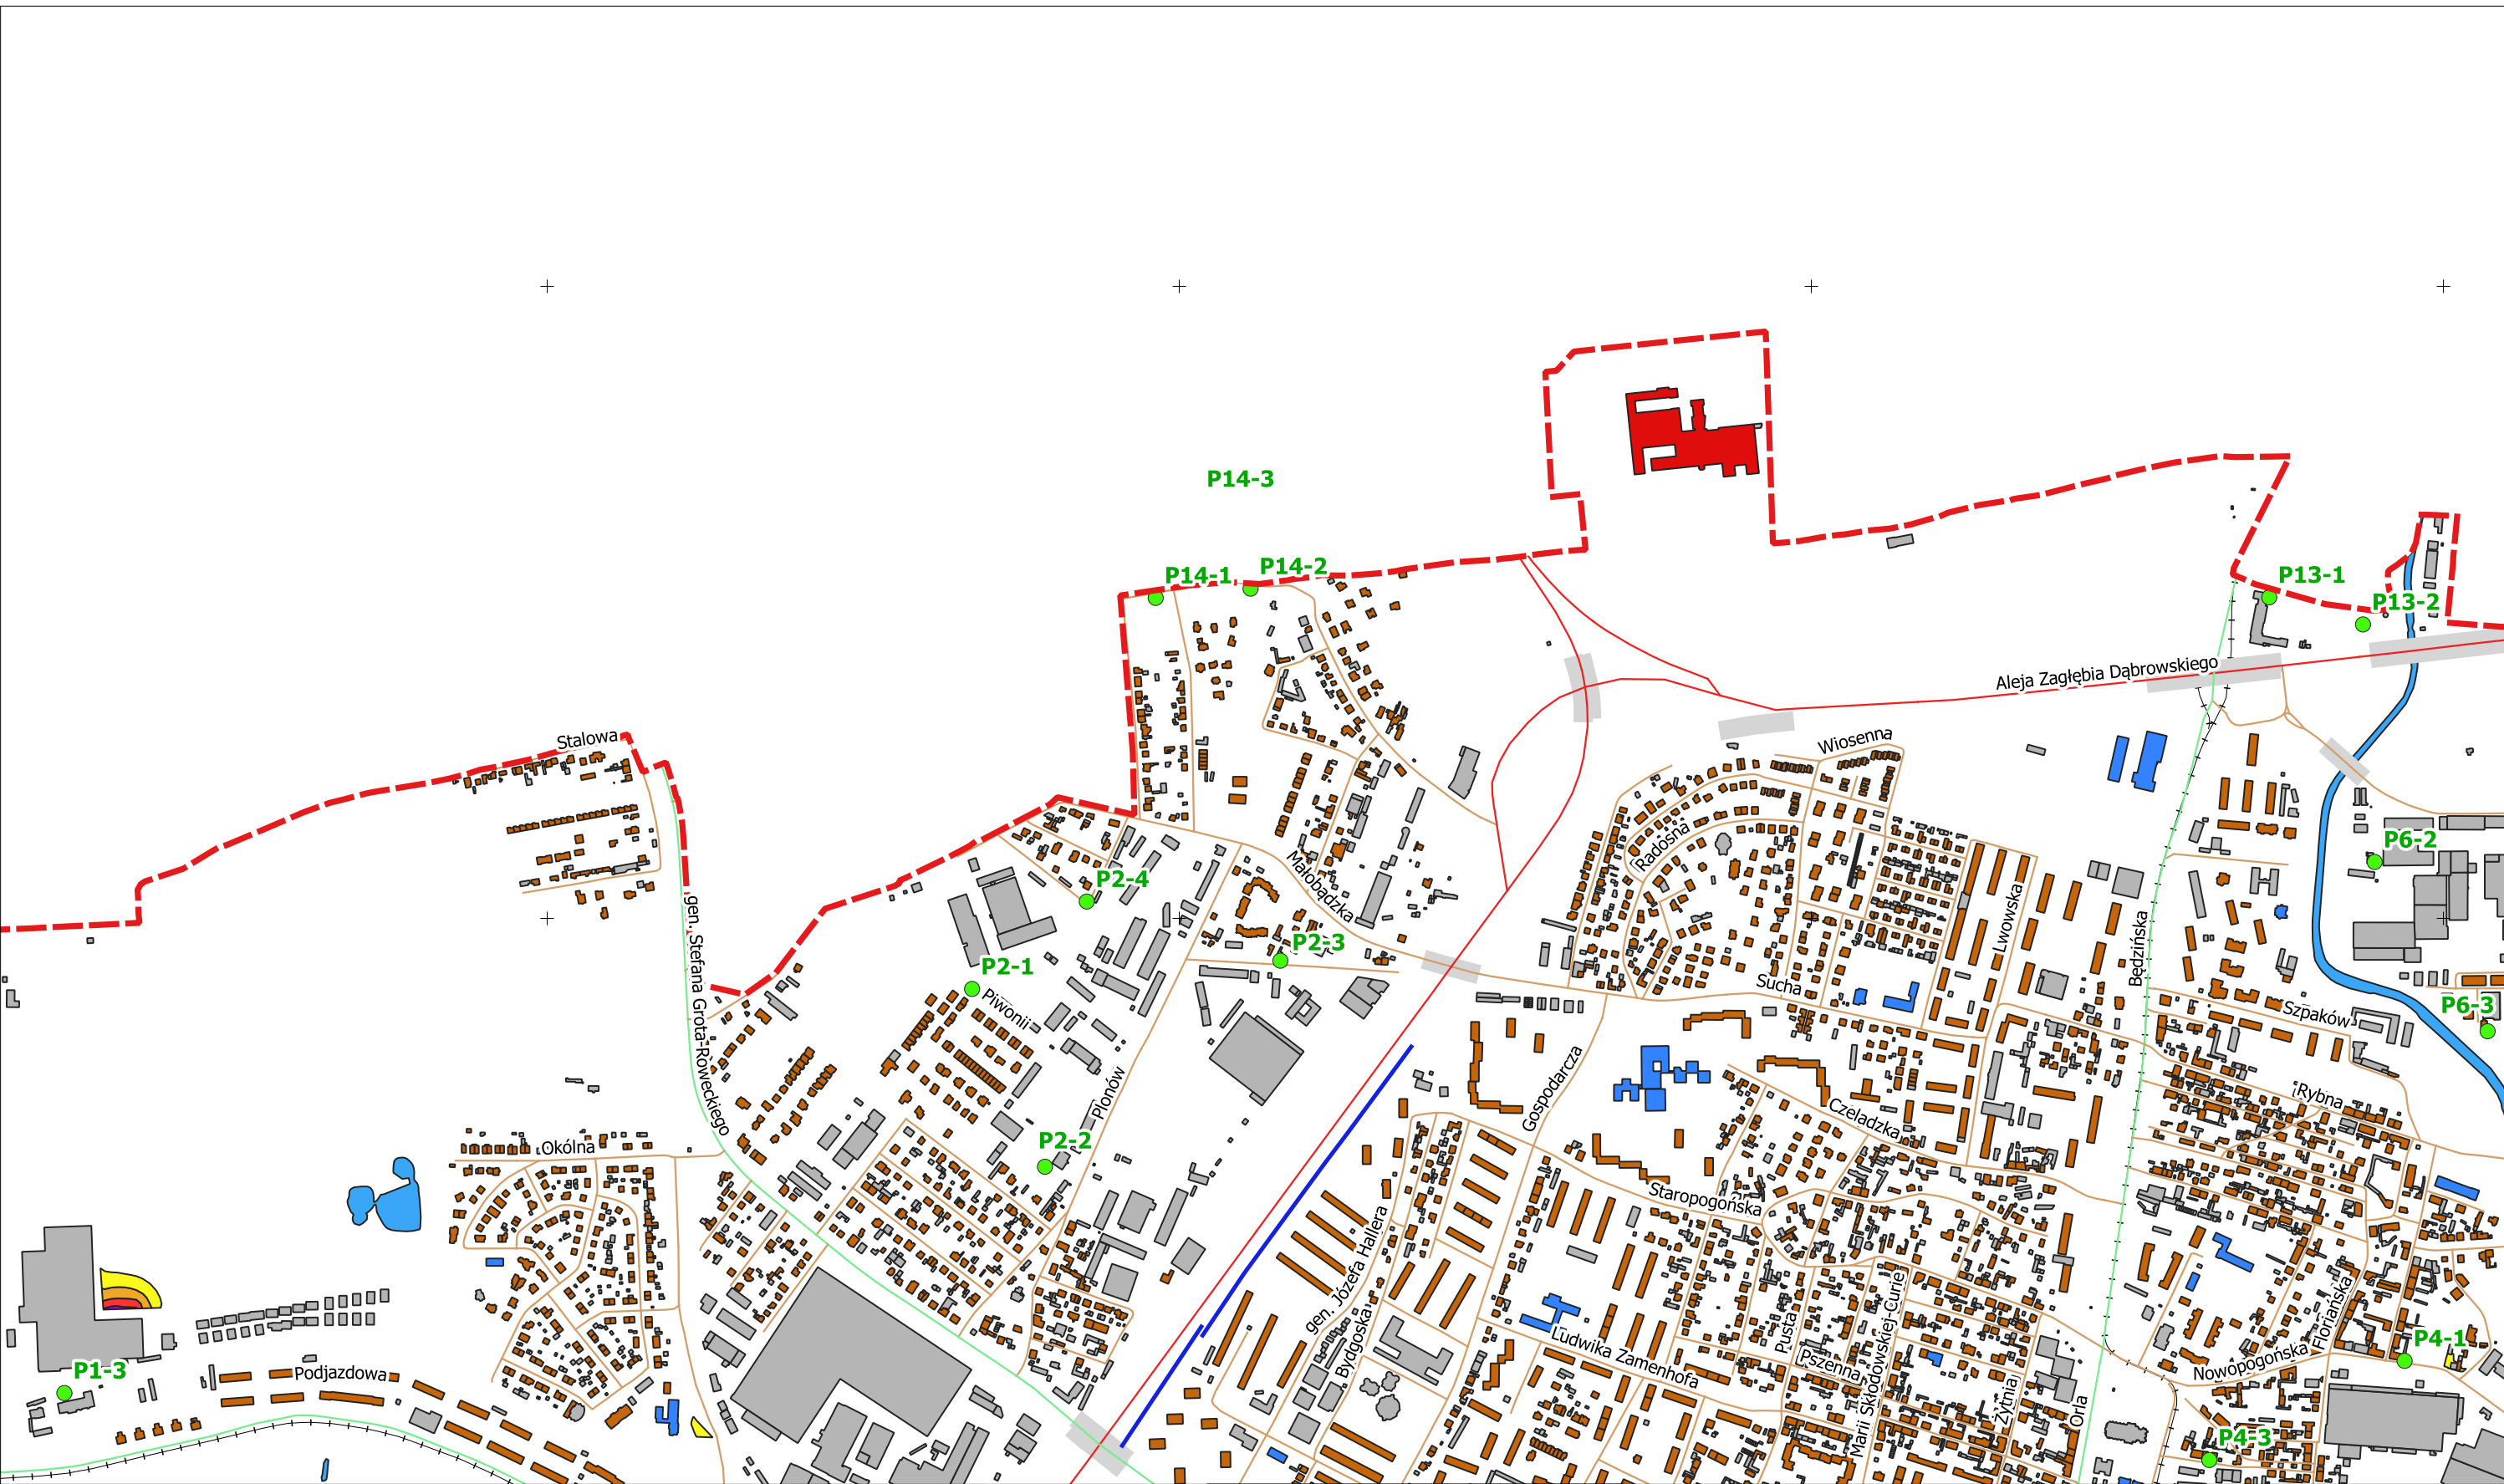 P14-3
P14-1
P14-2
P13-1
P13-2
Aleja Zagłębia Dąbrowskiego
Stalowa
Wiosenna
Radosna
P6-2
Małobądzka
P2-4
P2-3
P2-1
Lwowska
Będzińska
gen. Stefana Grota-Roweckiego
Piwonii
Sucha
Szpaków
P6-3
Plonów
Gospodarcza
Czeladzka
Rybna
Okólna
P2-2
Staropogońska
gen. Józefa Hallera
Bydgoska
Ludwika Zamenhofa
Pusta
Pszenna
Marii Skłodowskiej-Curie
Żytnia
Orla
Nowopogońska
Floriańska
P4-1
P4-3
P1-3
Podjazdowa